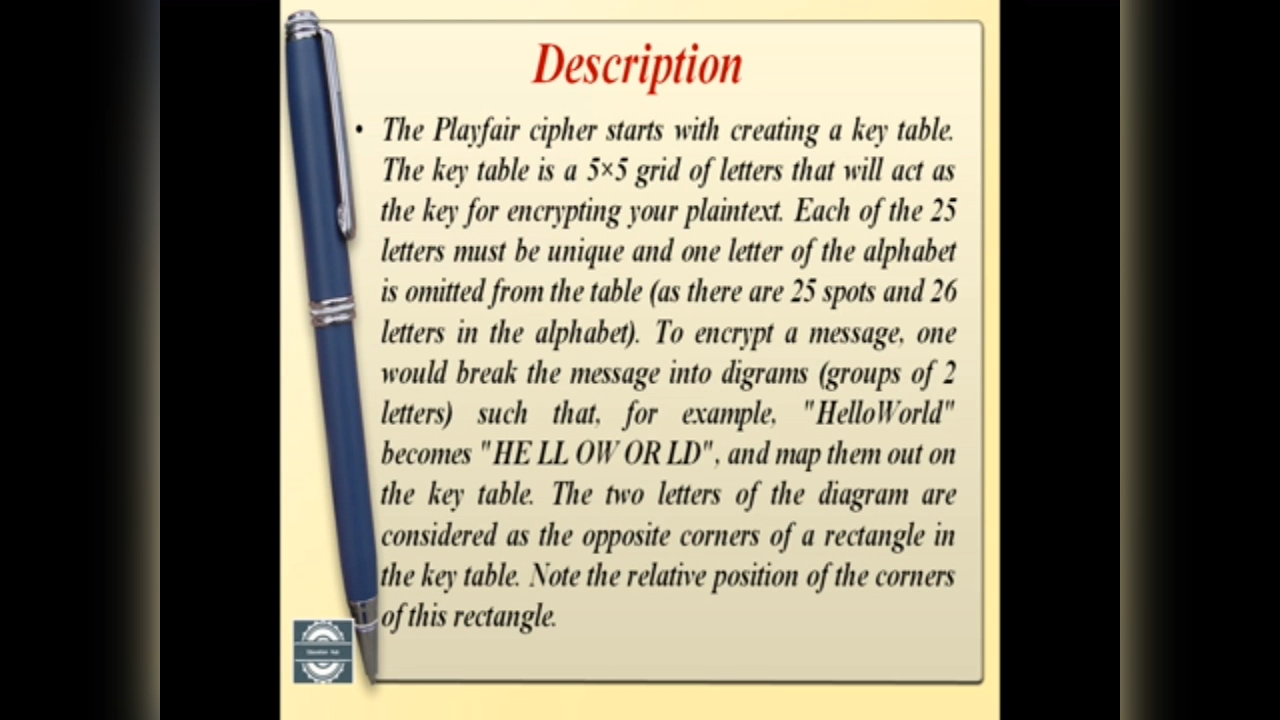 Description
• The Playfair cipher starts with creating a key table.
The key table is a 5×5 grid of letters that will act as
the key for encrypting your plaintext. Each of the 25
letters must be unique and one letter of the alphabet
is omitted from the table (as there are 25 spots and 26
letters in the alphabet). To encrypt a message, one
would break the message into digrams (groups of 2
letters) such that, for example, "HelloWorld"
becomes "HE LL OW OR LD", and map them out on
the key table. The two letters of the diagram are
considered as the opposite corners of a rectangle in
the key table. Note the relative position of the corners
of this rectangle.